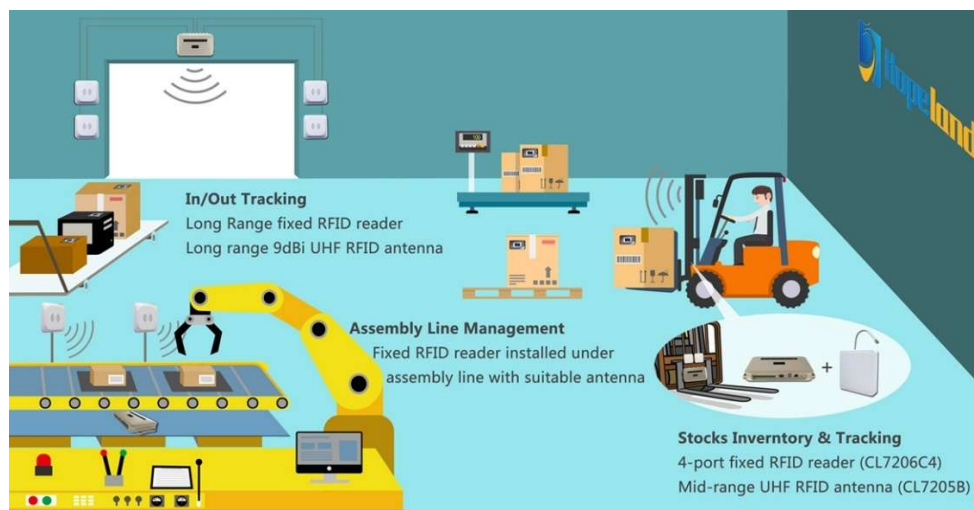 Hopeland
In/Out Tracking
Long Range fixed RFID reader
Long range 9dBi UHF RFID antenna
Assembly Line Management
Fixed RFID reader installed under
assembly line with suitable antenna
Stocks Inverntory & Tracking
4-port fixed RFID reader (CL7206C4)
Mid-range UHF RFID antenna (CL7205B)